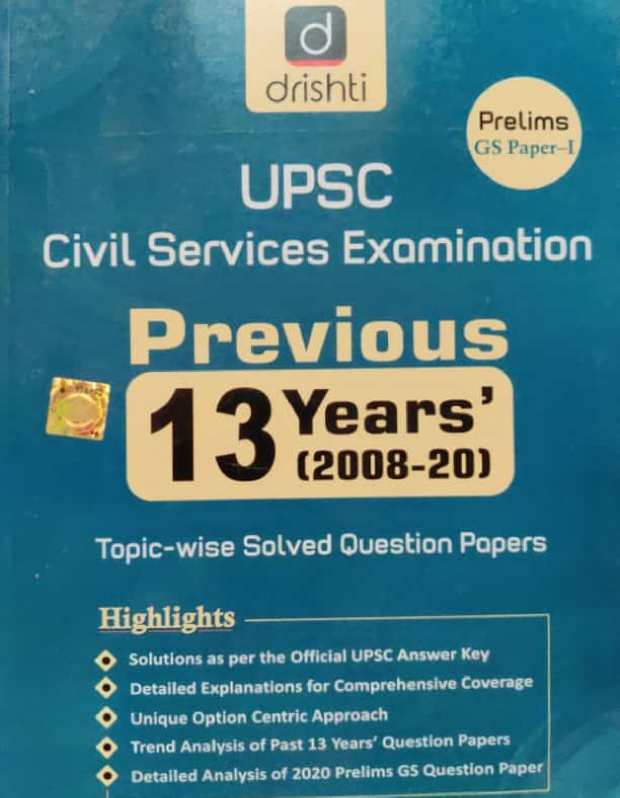 d
drishti
Prelims
GS Paper–I
UPSC
Civil Services Examination
Previous
13 Years’
(2008-20)
Topic-wise Solved Question Papers
Highlights
Solutions as per the Official UPSC Answer Key
Detailed Explanations for Comprehensive Coverage
Unique Option Centric Approach
Trend Analysis of Past 13 Years’ Question Papers
Detailed Analysis of 2020 Prelims GS Question Paper